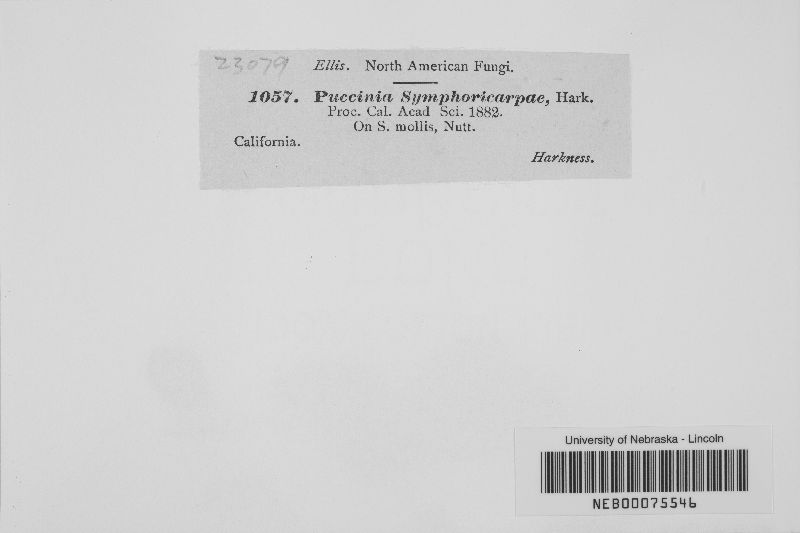 23079 Ellis. North American Fungi.
1057. Puccinia Symphoricarpae, Hark.
Proc. Cal. Acad Sci. 1882.
On S. mollis, Nutt.
California.
Harkness.
University of Nebraska - Lincoln
NEB00075546